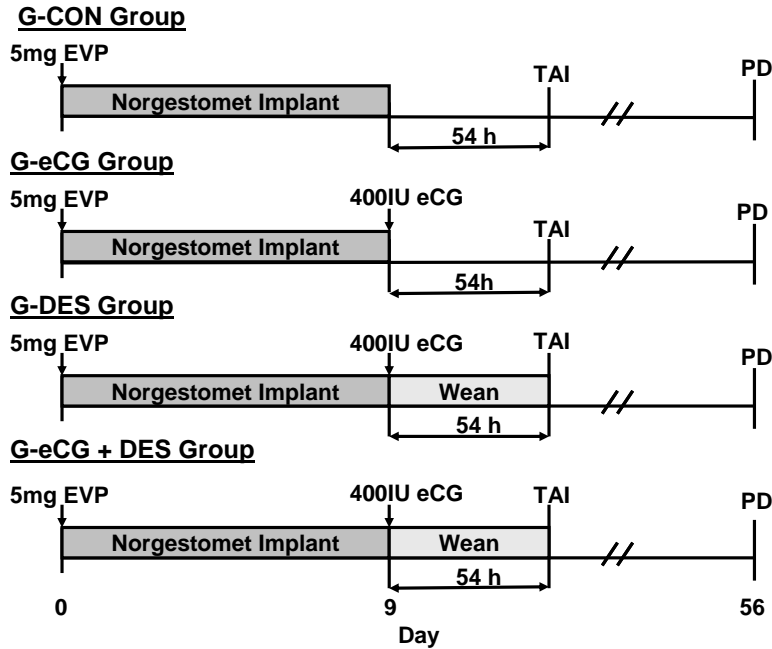 G-CON Group
5mg EVP
TAI
PD
Norgestomet Implant
54 h
G-eCG Group
5mg EVP
400IU eCG
TAI
PD
Norgestomet Implant
54h
G-DES Group
5mg EVP
400IU eCG
TAI
PD
Norgestomet Implant
Wean
54 h
G-eCG + DES Group
5mg EVP
400IU eCG
TAI
PD
Norgestomet Implant
Wean
54 h
0
9
56
Day